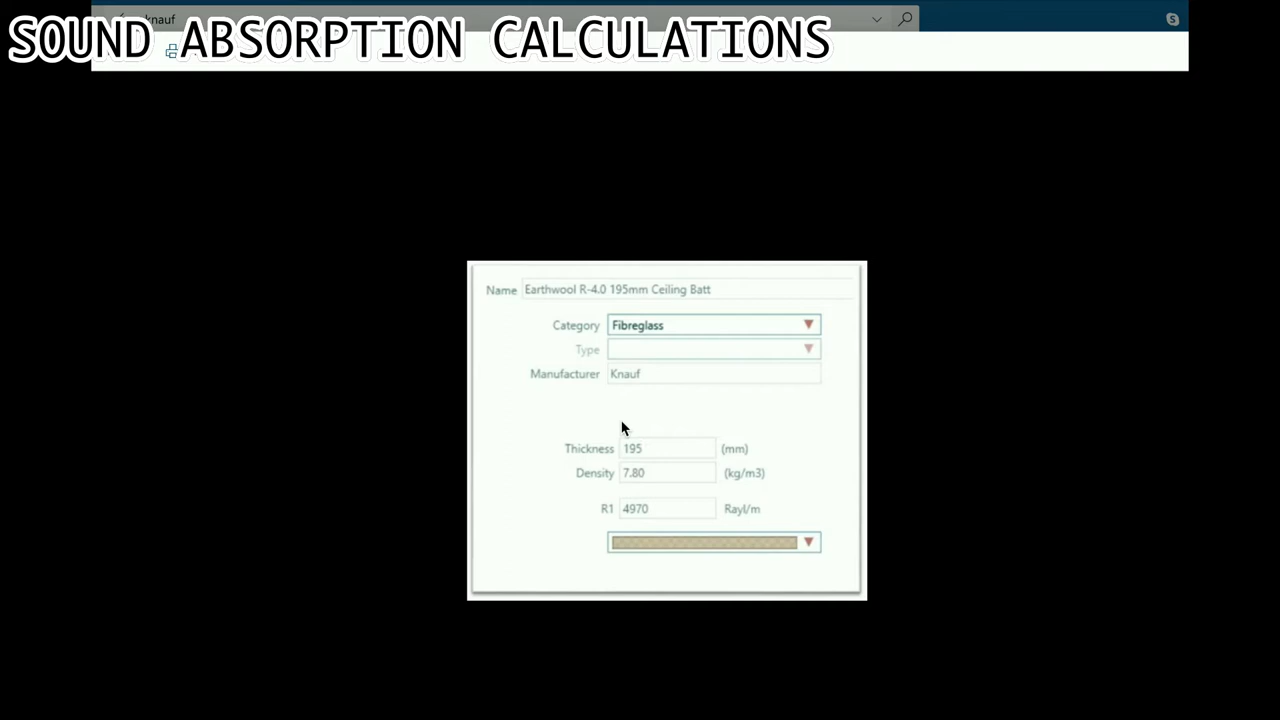 knauf
SOUND ABSORPTION CALCULATIONS
Name Earthwool R-4.0 195mm Ceiling Batt
Category Fibreglass
Type
Manufacturer Knauf
Thickness 195 (mm)
Density 7.80 (kg/m3)
R1 4970 Rayl/m